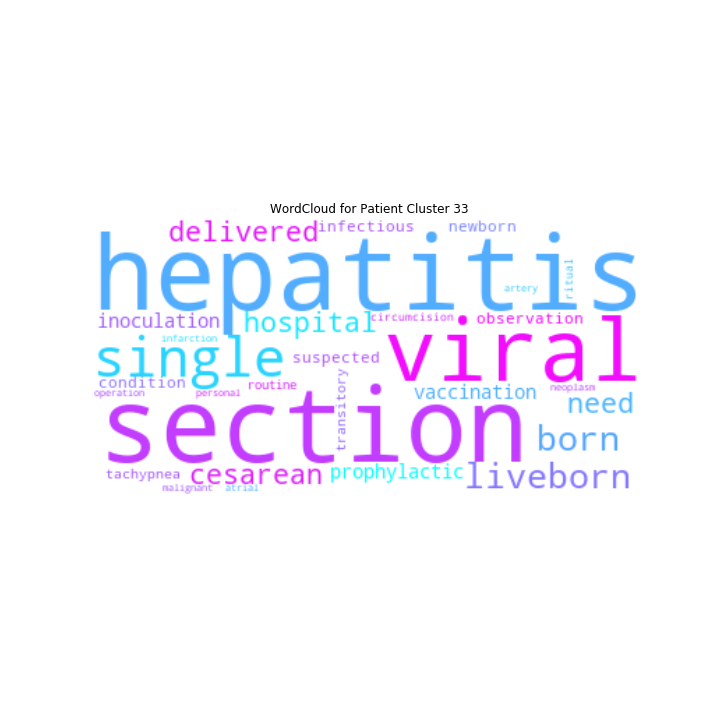 WordCloud for Patient Cluster 33
delivered
infectious
newborn
hepatitis
artery
ritual
inoculation
hospital
circumcision
observation
viral
single
infarction
suspected
condition
operation
personal
routine
transitory
vaccination
neoplasm
need
section
born
tachypnea
cesarean
prophylactic
liveborn
malignant
atrial